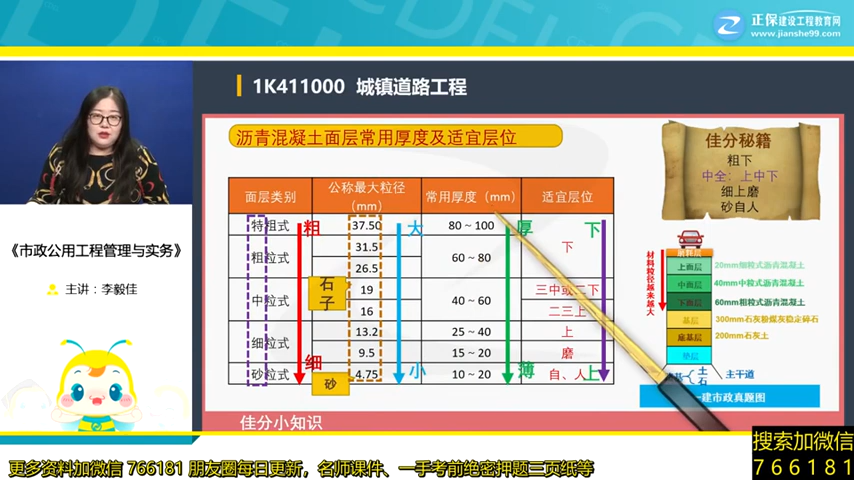 正保建设工程教育网
www.jianshe99.com
1K411000 城镇道路工程
沥青混凝土面层常用厚度及适宜层位
佳分秘籍
粗下
中全：上中下
细上磨
砂自人
面层类别
公称最大粒径（mm）
常用厚度（mm）
适宜层位
特粗式
37.50
80～100
粗
大
厚
下
粗粒式
31.5
26.5
60～80
下
中粒式
19
16
40～60
三中或二下
二三上
石子
细粒式
13.2
25～40
上
9.5
15～20
磨
砂粒式
4.75
10～20
自、人
细
砂
小
薄
上
材料粒径越来越大
磨耗层
上面层
20mm细粒式沥青混凝土
中面层
40mm中粒式沥青混凝土
下面层
60mm粗粒式沥青混凝土
基层
300mm石灰粉煤灰稳定碎石
底基层
200mm石灰土
垫层
土
石
主干道
建市政真题图
《市政公用工程管理与实务》
主讲：李毅佳
佳分小知识
更多资料加微信 766181 朋友圈每日更新，名师课件、一手考前绝密押题三页纸等
搜索加微信
766181